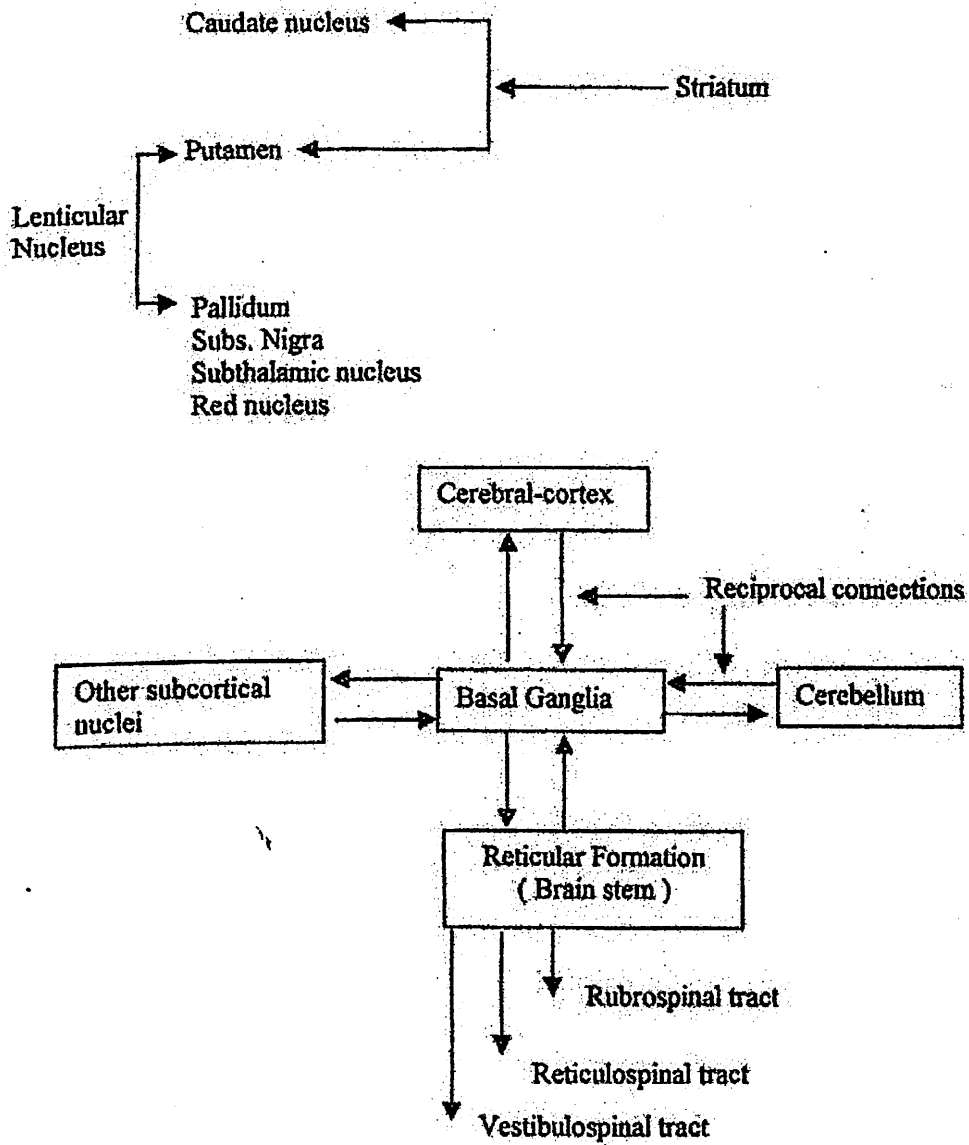 Caudate nucleus
Striatum
Putamen
Lenticular
Nucleus
Pallidum
Subs. Nigra
Subthalamic nucleus
Red nucleus
Cerebral-cortex
Reciprocal connections
Other subcortical
nuclei
Basal Ganglia
Cerebellum
Reticular Formation
( Brain stem )
Rubrospinal tract
Reticulospinal tract
Vestibulospinal tract